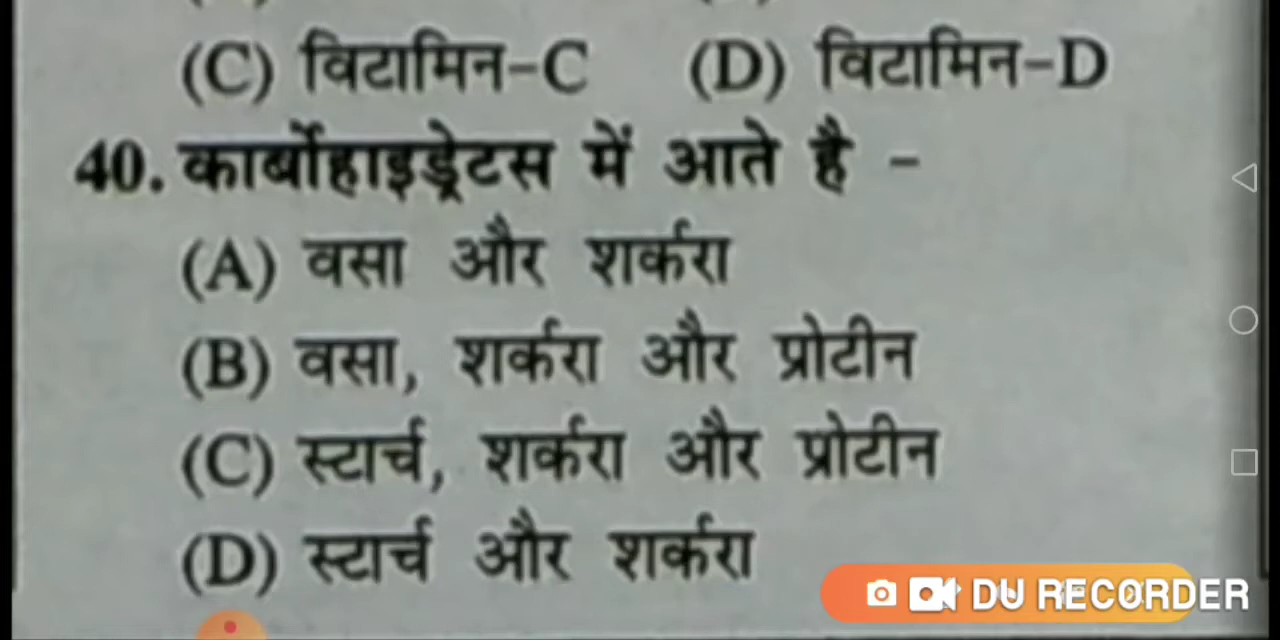 (C) विटामिन-C (D) विटामिन-D
40. कार्बोहाइड्रेटस में आते है -
(A) वसा और शर्करा
(B) वसा, शर्करा और प्रोटीन
(C) स्टार्च, शर्करा और प्रोटीन
(D) स्टार्च और शर्करा
DU RECORDER